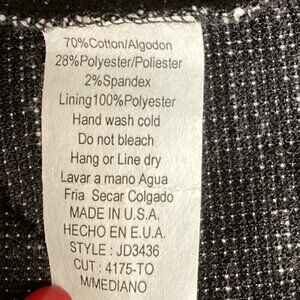 70%Cotton/Algodon
28%Polyester/Poliester
2%Spandex
Lining100%Polyester
Hand wash cold
Do not bleach
Hang or Line dry
Lavar a mano Agua
Fria Secar Colgado
MADE IN U.S.A.
HECHO EN E.U.A.
STYLE : JD3436
CUT : 4175-TO
M/MEDIANO